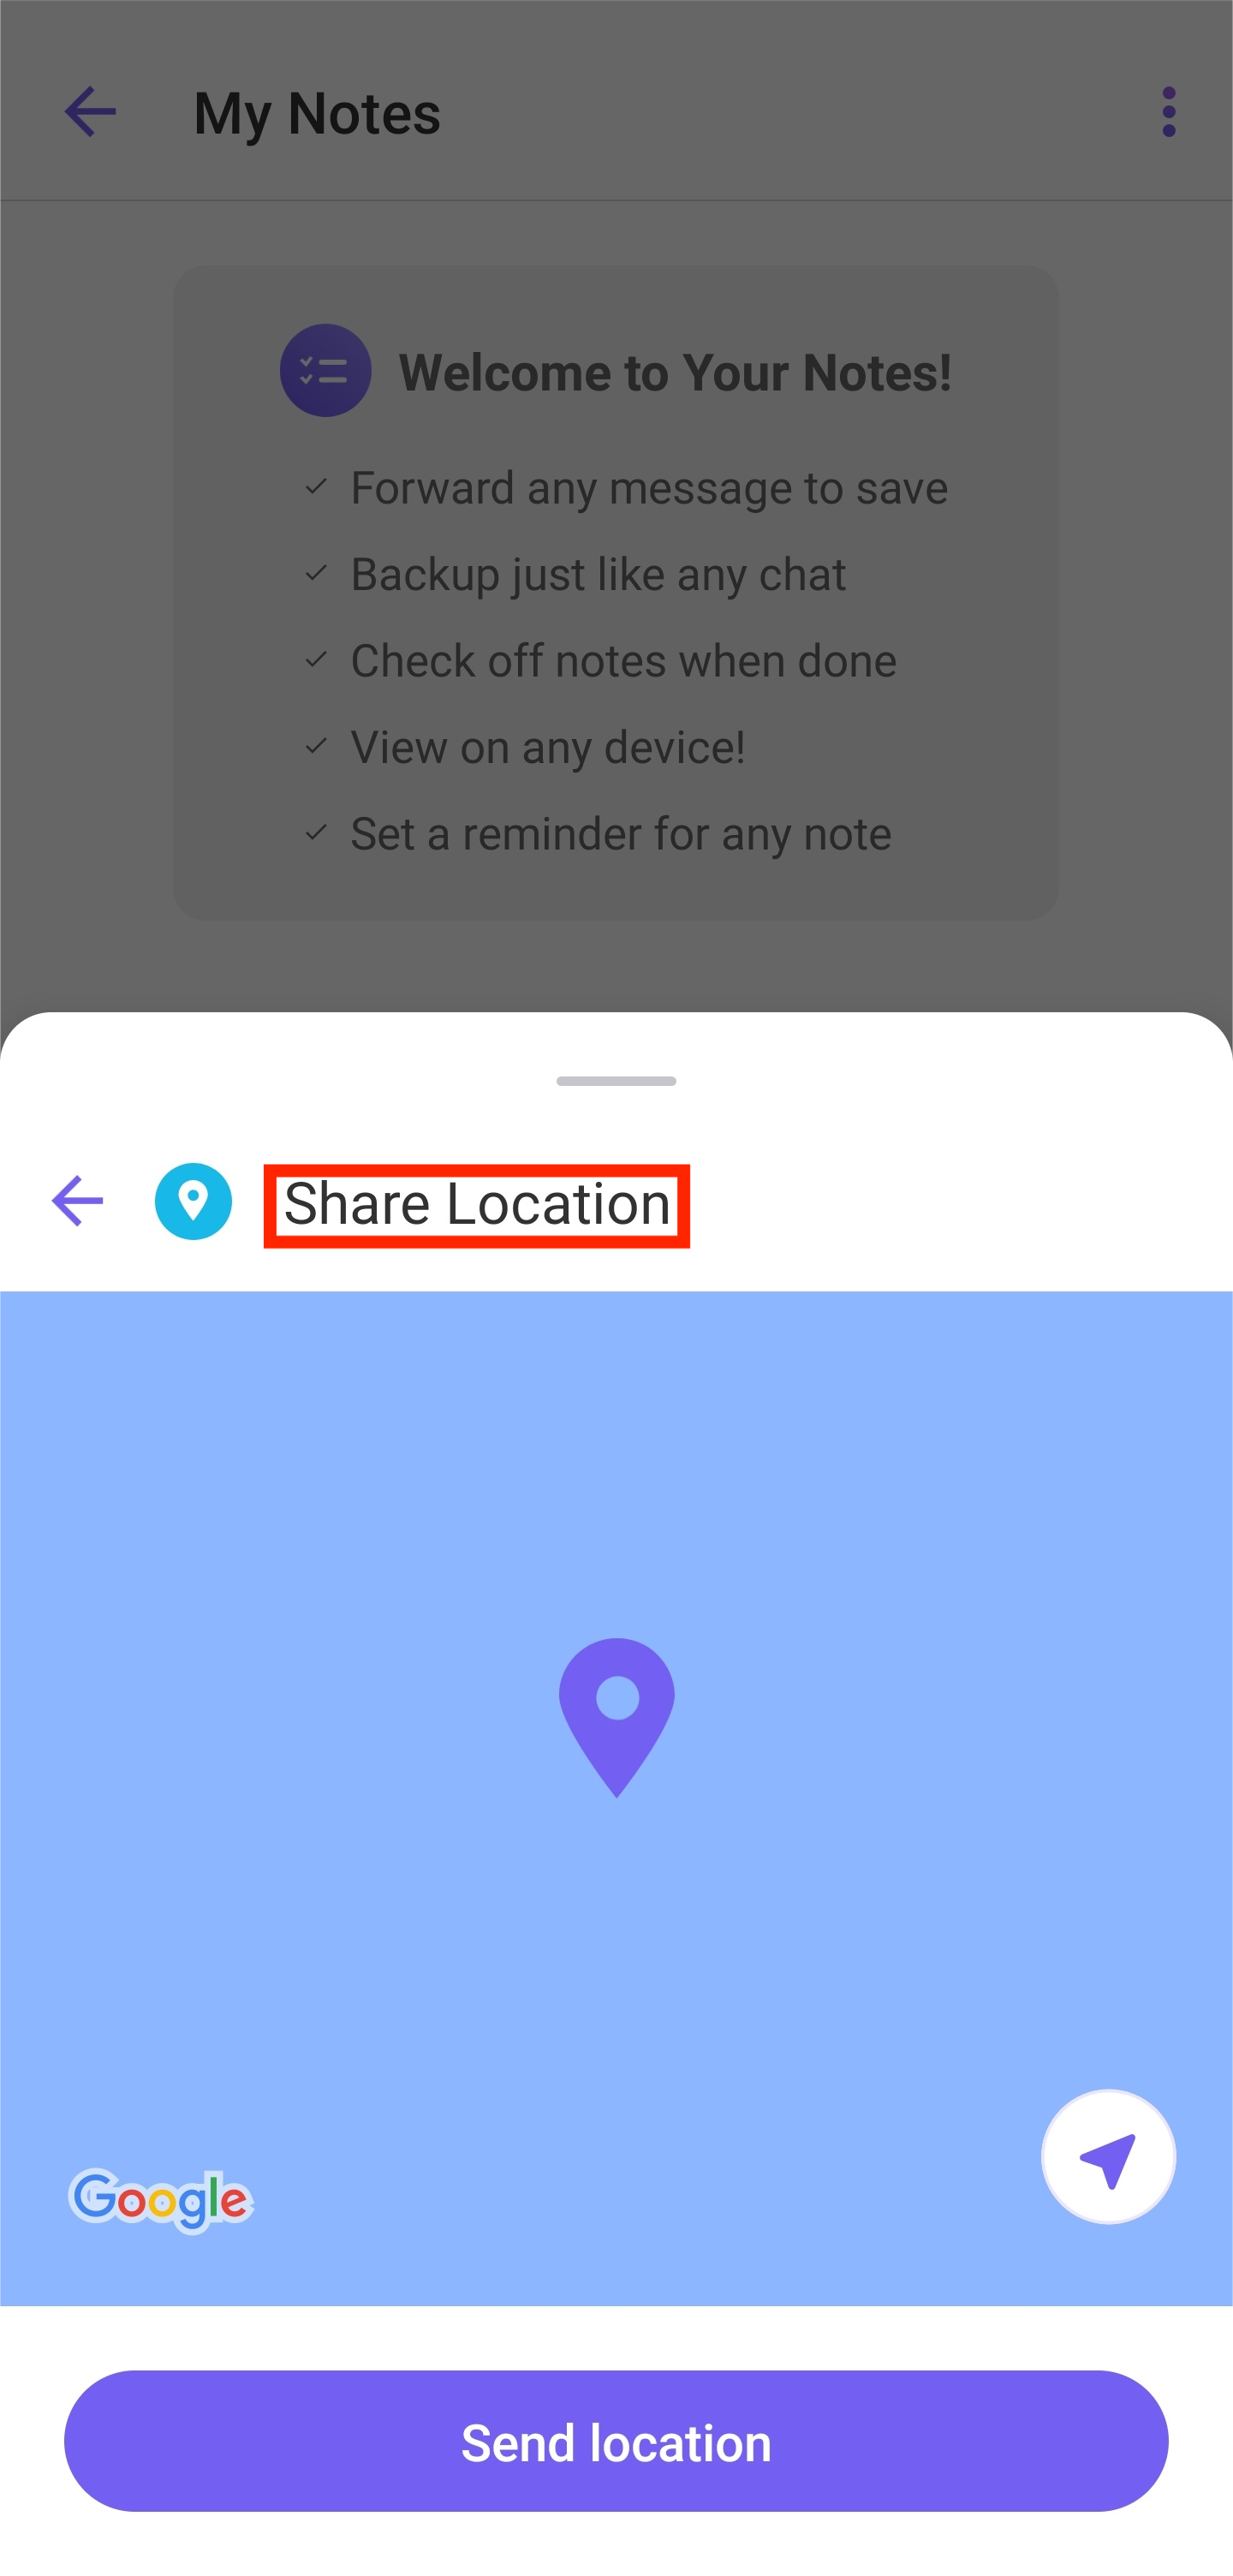 My Notes
Welcome to Your Notes!
Forward any message to save
Backup just like any chat
Check off notes when done
View on any device!
Set a reminder for any note
Share Location
Google
Send location